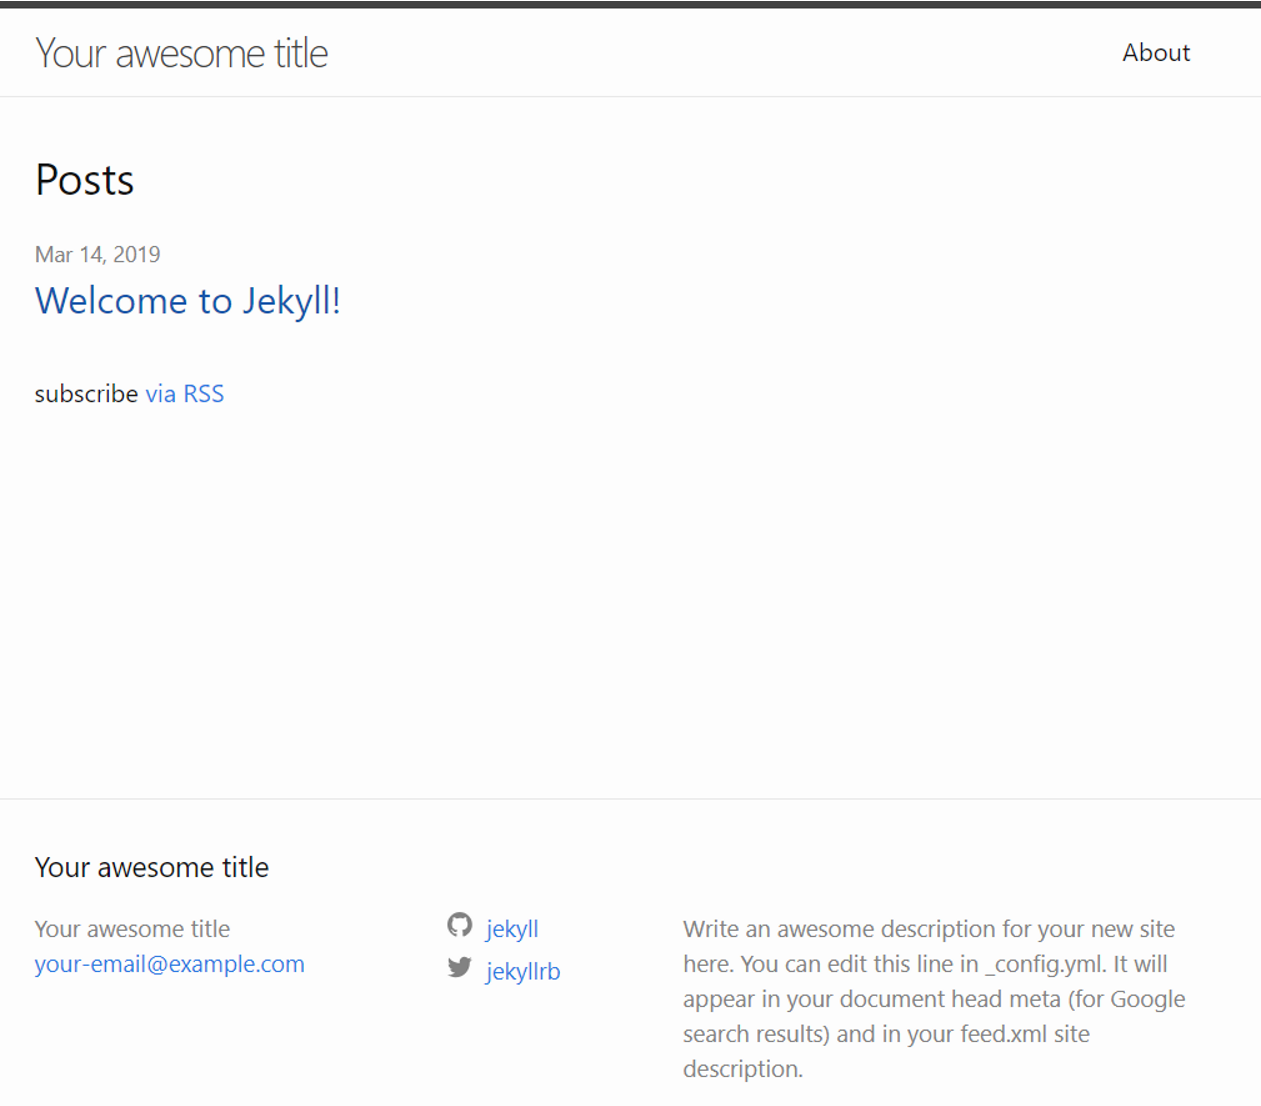 Your awesome title
About
Posts
Mar 14, 2019
Welcome to Jekyll!
subscribe via RSS
Your awesome title
Your awesome title
your-email@example.com
jekyll
jekyllrb
Write an awesome description for your new site
here. You can edit this line in _config.yml. It will
appear in your document head meta (for Google
search results) and in your feed.xml site
description.